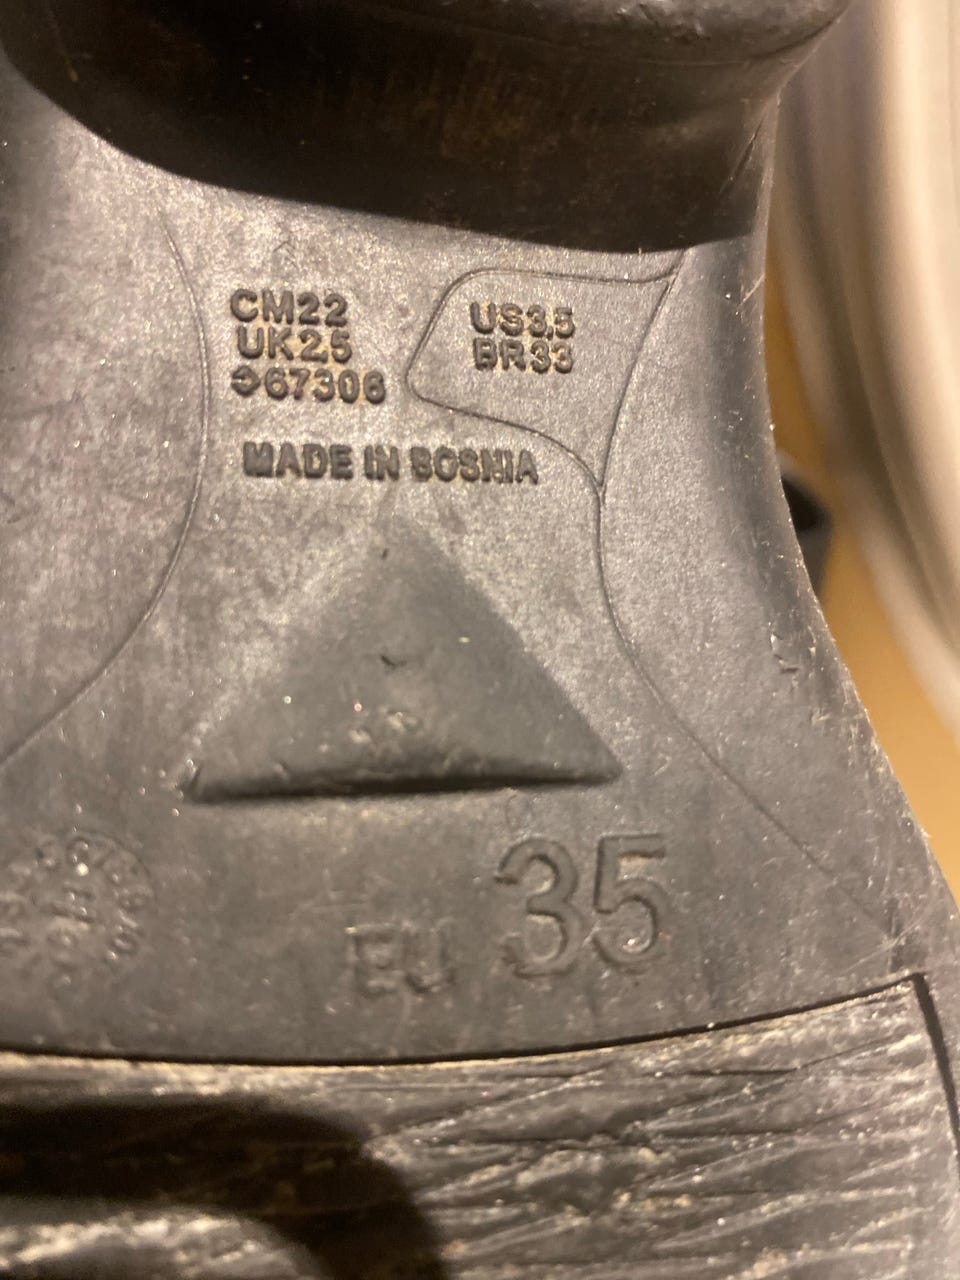 CM22
UK2,5
67306
US3,5
BR33
MADE IN BOSNIA
EU 35